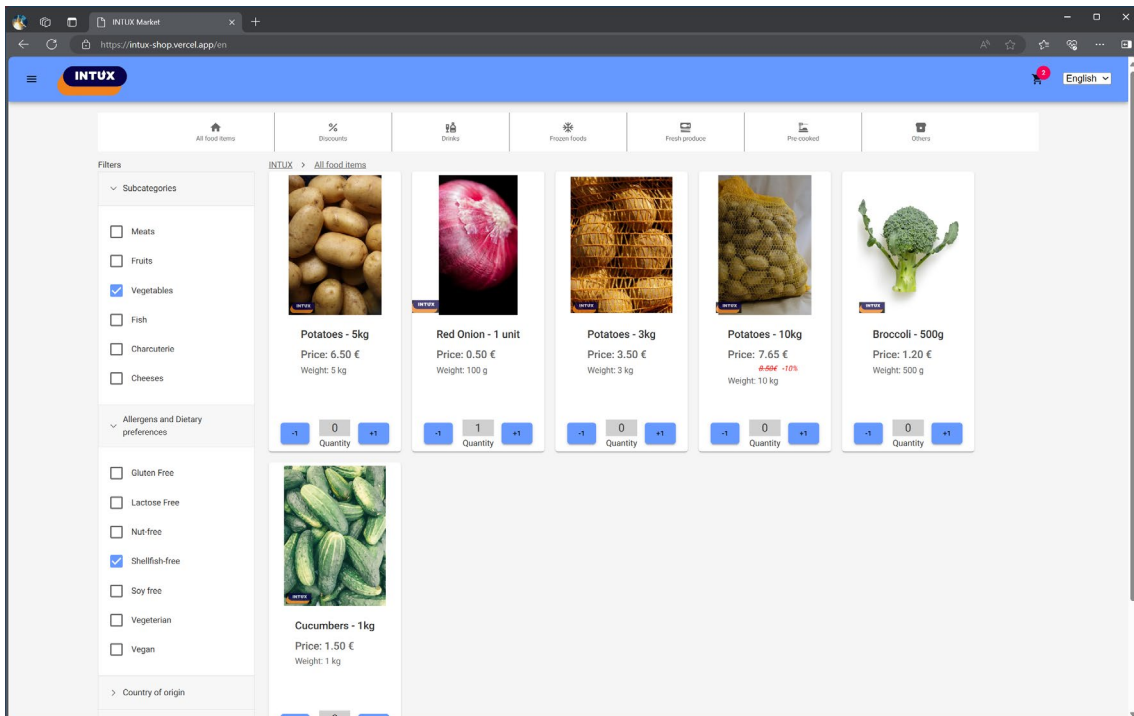 INTUX Market
https://intux-shop.vercel.app/en
INTUX
2
English
All food items
Discounts
Drinks
Frozen foods
Fresh produce
Pre cooked
Others
Filters
INTUX > All food items
Subcategories
Meats
Fruits
Vegetables
Fish
Charcuterie
Cheeses
Allergens and Dietary
preferences
Gluten Free
Lactose Free
Nut-free
Shellfish-free
Soy free
Vegeterian
Vegan
Country of origin
INTUX
Potatoes - 5kg
Price: 6.50 €
Weight: 5 kg
-1
0
+1
Quantity
INTUX
Red Onion - 1 unit
Price: 0.50 €
Weight: 100 g
-1
1
+1
Quantity
INTUX
Potatoes - 3kg
Price: 3.50 €
Weight: 3 kg
-1
0
+1
Quantity
INTUX
Potatoes - 10kg
Price: 7.65 €
8.50€ -10%
Weight: 10 kg
-1
0
+1
Quantity
INTUX
Broccoli - 500g
Price: 1.20 €
Weight: 500 g
-1
0
+1
Quantity
INTUX
Cucumbers - 1kg
Price: 1.50 €
Weight: 1 kg